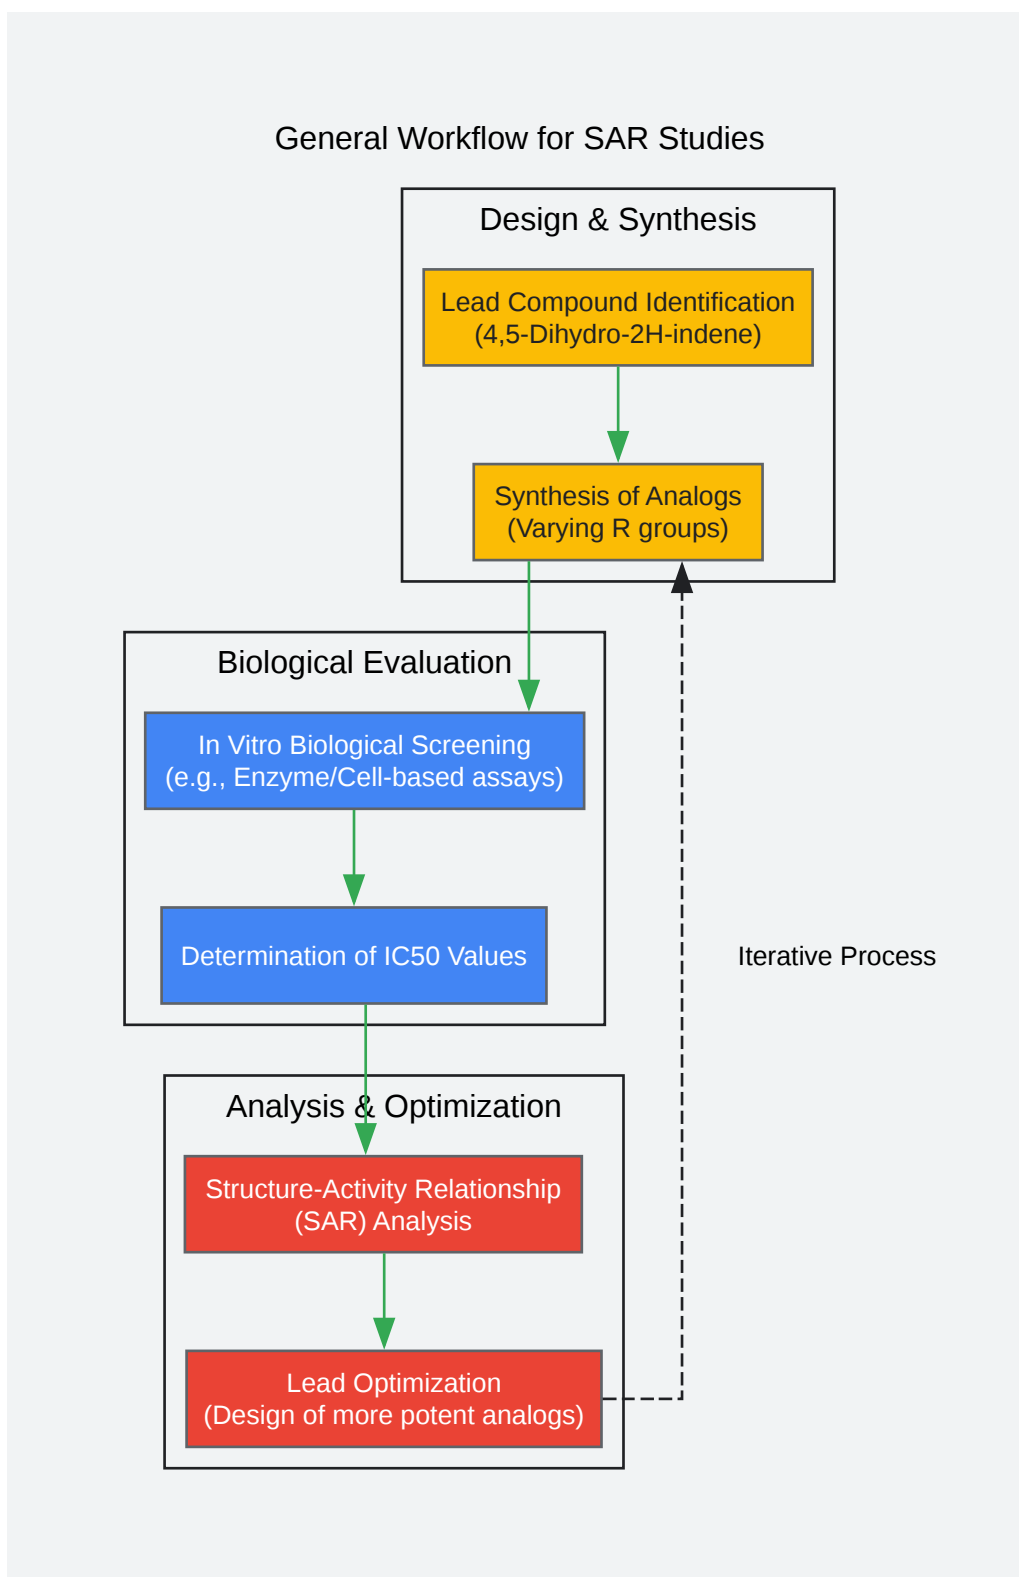 General Workflow for SAR Studies
Design & Synthesis
Lead Compound Identification
(4,5-Dihydro-2H-indene)
Synthesis of Analogs
(Varying R groups)
Biological Evaluation
In Vitro Biological Screening
(e.g., Enzyme/Cell-based assays)
Determination of IC50 Values
Iterative Process
Analysis & Optimization
Structure-Activity Relationship
(SAR) Analysis
Lead Optimization
(Design of more potent analogs)